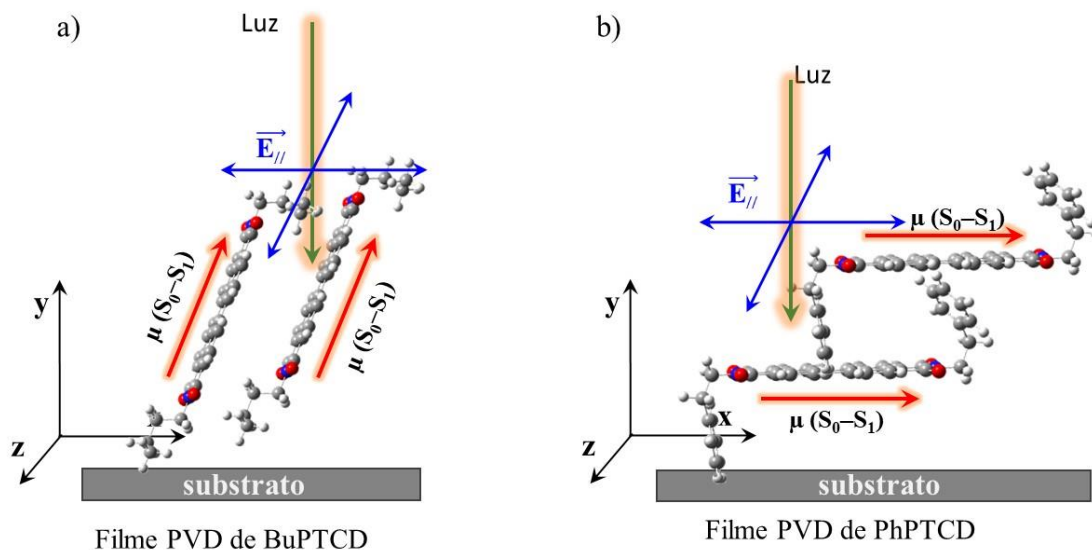 a)
Luz
E//
μ (S0–S1)
μ (S0–S1)
y
z
substrato
Filme PVD de BuPTCD
b)
Luz
E//
μ (S0–S1)
y
x
μ (S0–S1)
z
substrato
Filme PVD de PhPTCD